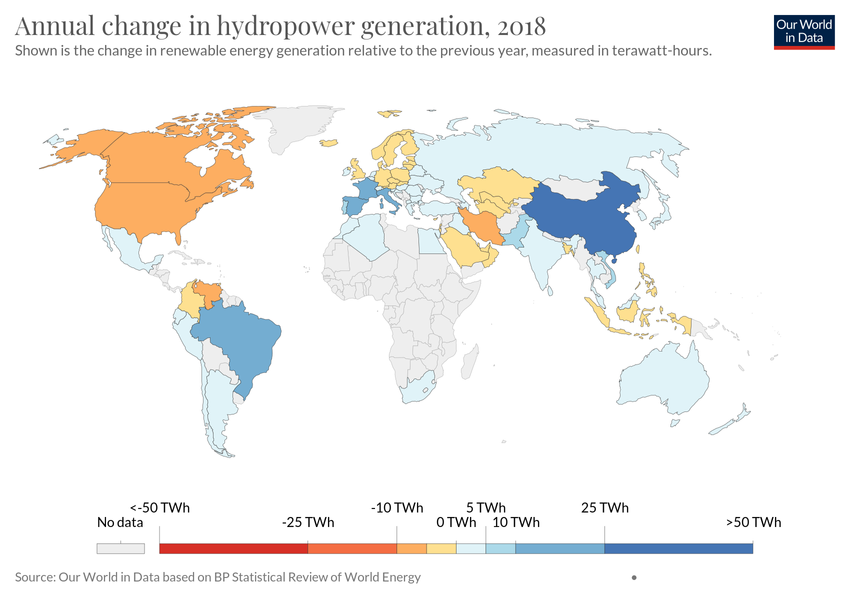 Annual change in hydropower generation, 2018
Shown is the change in renewable energy generation relative to the previous year, measured in terawatt-hours.
Our World
in Data
<-50 TWh -10 TWh 5 TWh 25 TWh
No data -25 TWh 0 TWh 10 TWh >50 TWh
Source: Our World in Data based on BP Statistical Review of World Energy